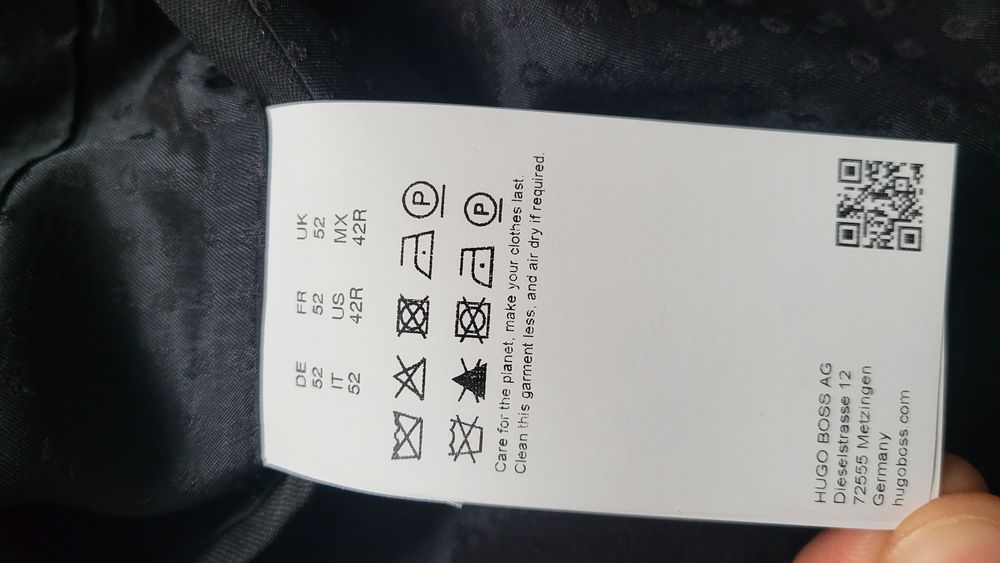 DE FR UK
52 52 52
IT US MX
52 42R 42R
P
P
Care for the planet, make your clothes last.
Clean this garment less, and air dry if required.
HUGO BOSS AG
Dieselstrasse 12
72555 Metzingen
Germany
hugoboss.com